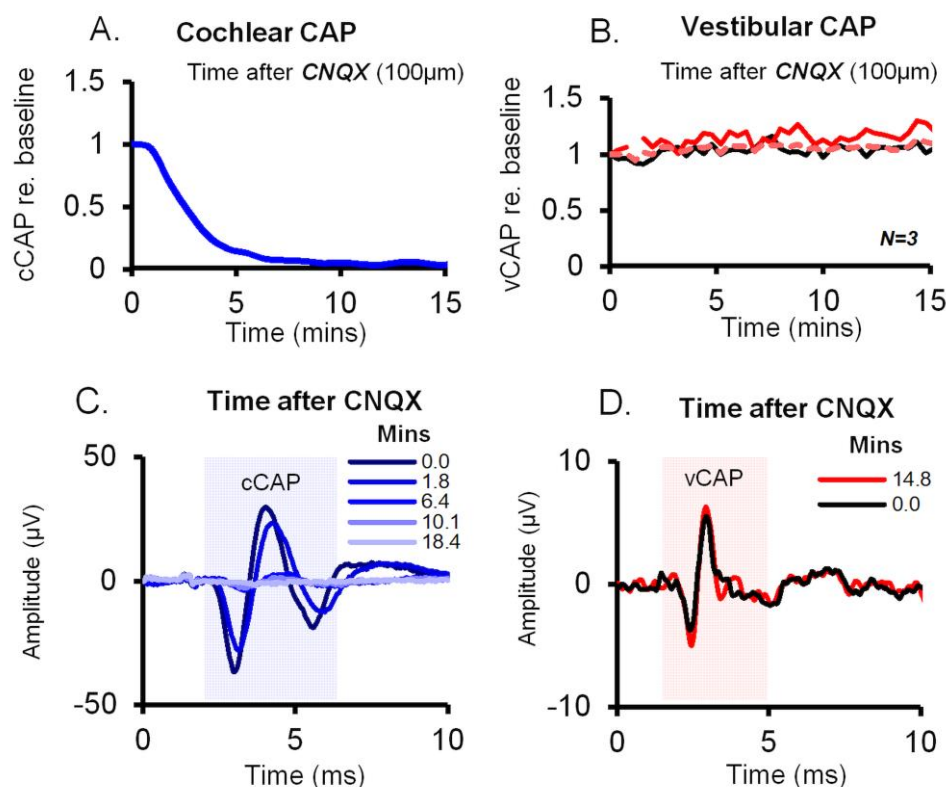 A. Cochlear CAP
Time after CNQX (100µm)
cCAP re. baseline
1.5
1
0.5
0
0 5 10 15
Time (mins)
B. Vestibular CAP
Time after CNQX (100µm)
vCAP re. baseline
1.5
1
0.5
0
N=3
0 5 10 15
Time (mins)
C. Time after CNQX
Mins
0.0
1.8
6.4
10.1
18.4
cCAP
Amplitude (µV)
50
0
-50
0 5 10
Time (ms)
D. Time after CNQX
Mins
14.8
0.0
vCAP
Amplitude (µV)
10
0
-10
0 5 10
Time (ms)